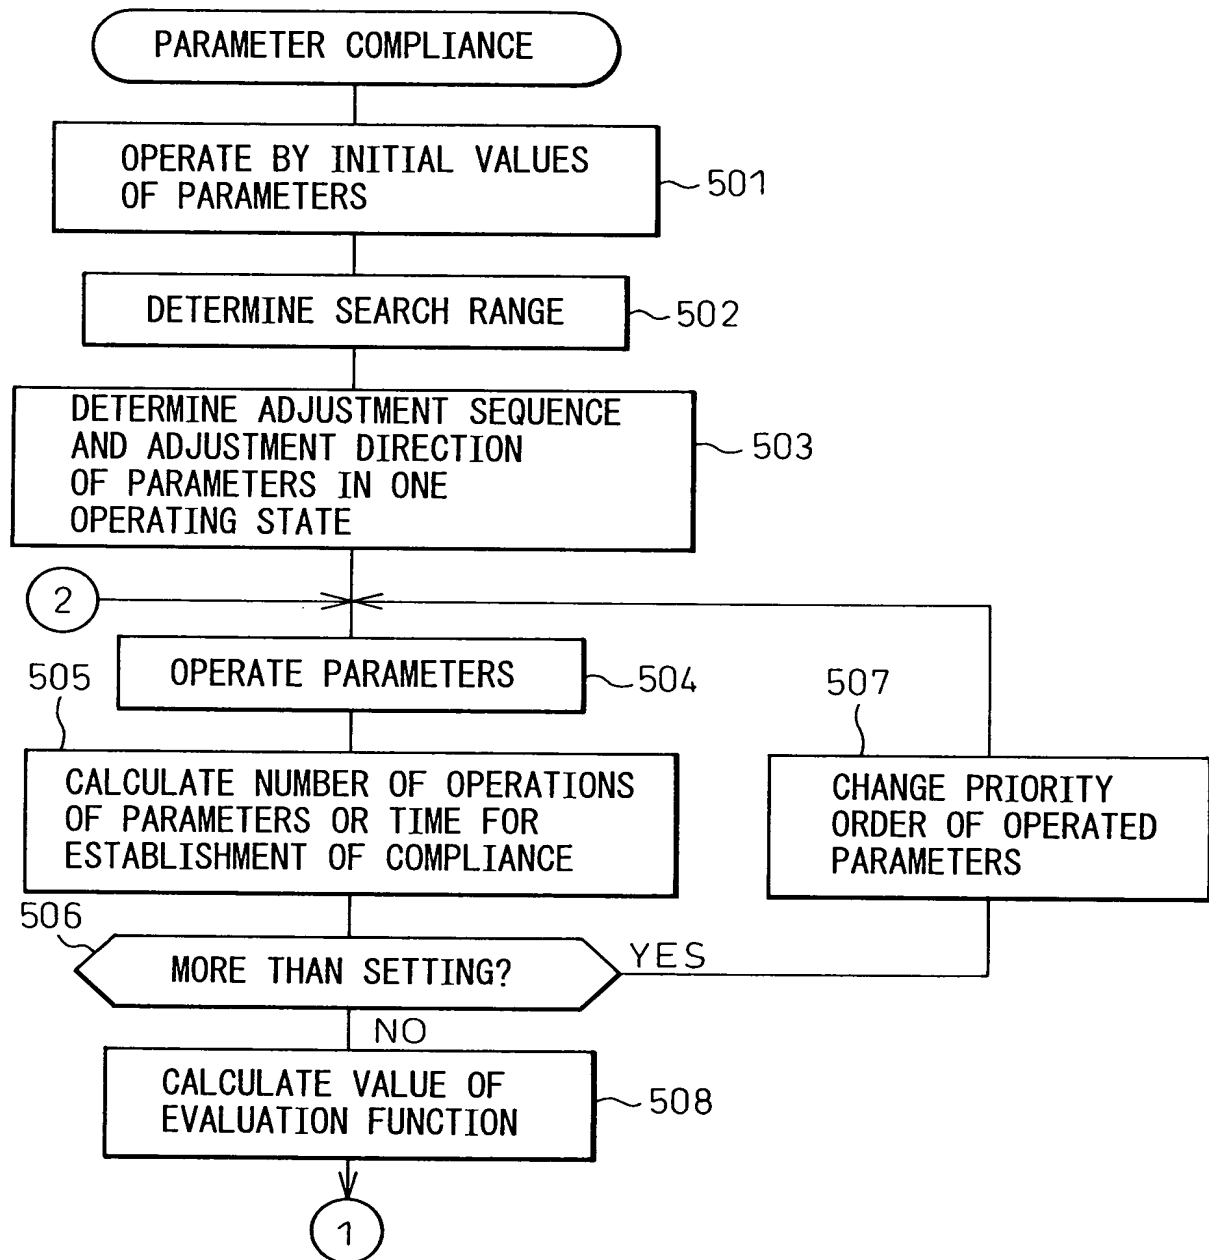 PARAMETER COMPLIANCE
OPERATE BY INITIAL VALUES
OF PARAMETERS
501
DETERMINE SEARCH RANGE
502
DETERMINE ADJUSTMENT SEQUENCE
AND ADJUSTMENT DIRECTION
OF PARAMETERS IN ONE
OPERATING STATE
503
2
OPERATE PARAMETERS
504
505
CALCULATE NUMBER OF OPERATIONS
OF PARAMETERS OR TIME FOR
ESTABLISHMENT OF COMPLIANCE
507
CHANGE PRIORITY
ORDER OF OPERATED
PARAMETERS
506
MORE THAN SETTING?
YES
NO
CALCULATE VALUE OF
EVALUATION FUNCTION
508
1